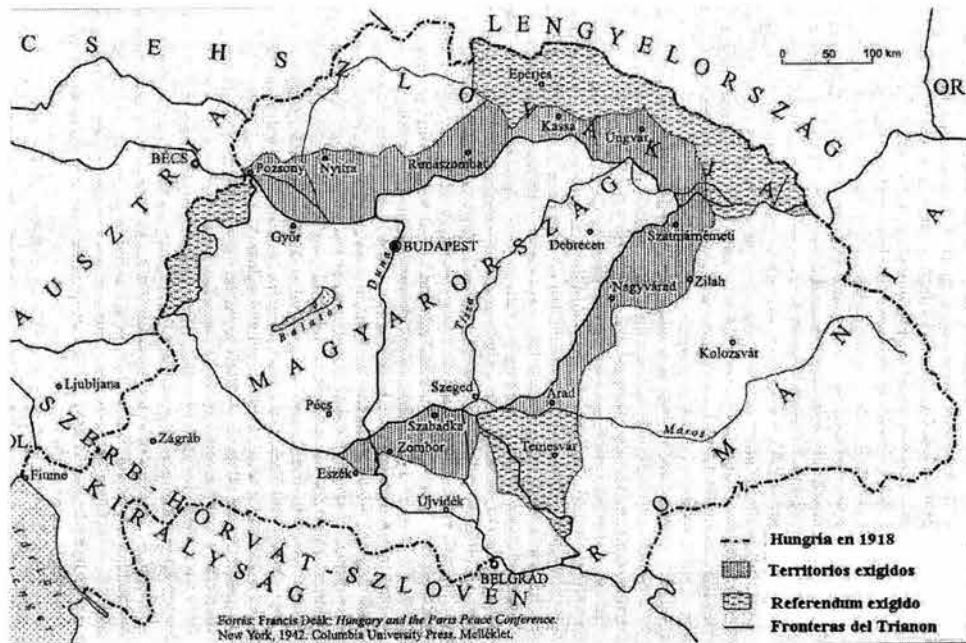 CSEHSZLOVÁKIA
LENGYELORSZÁG
0 50 100 km
Eperjes
OR
Kassa
Ungvár
BÉCS
Pozsony
Nyitra
Rimaszombat
AUSZTRIA
Győr
BUDAPEST
Debrecen
Szatmárnémeti
Duna
Tisza
Nagyvárad
Zilah
Balaton
MAGYARORSZÁG
Kolozsvár
ROMÁNIA
Ljubljana
Szeged
Arad
Pécs
Szabadka
Maros
Zágráb
Zombor
Temesvár
OL.
Fiume
Eszék
Újvidék
SZERB-HORVÁT-SZLOVÉN
KIRÁLYSÁG
BELGRÁD
Hungría en 1918
Territorios exigidos
Referendum exigido
Fronteras del Trianon
Forrás: Francis Deák: Hungary and the Paris Peace Conference.
New York, 1942. Columbia University Press. Melléklet.